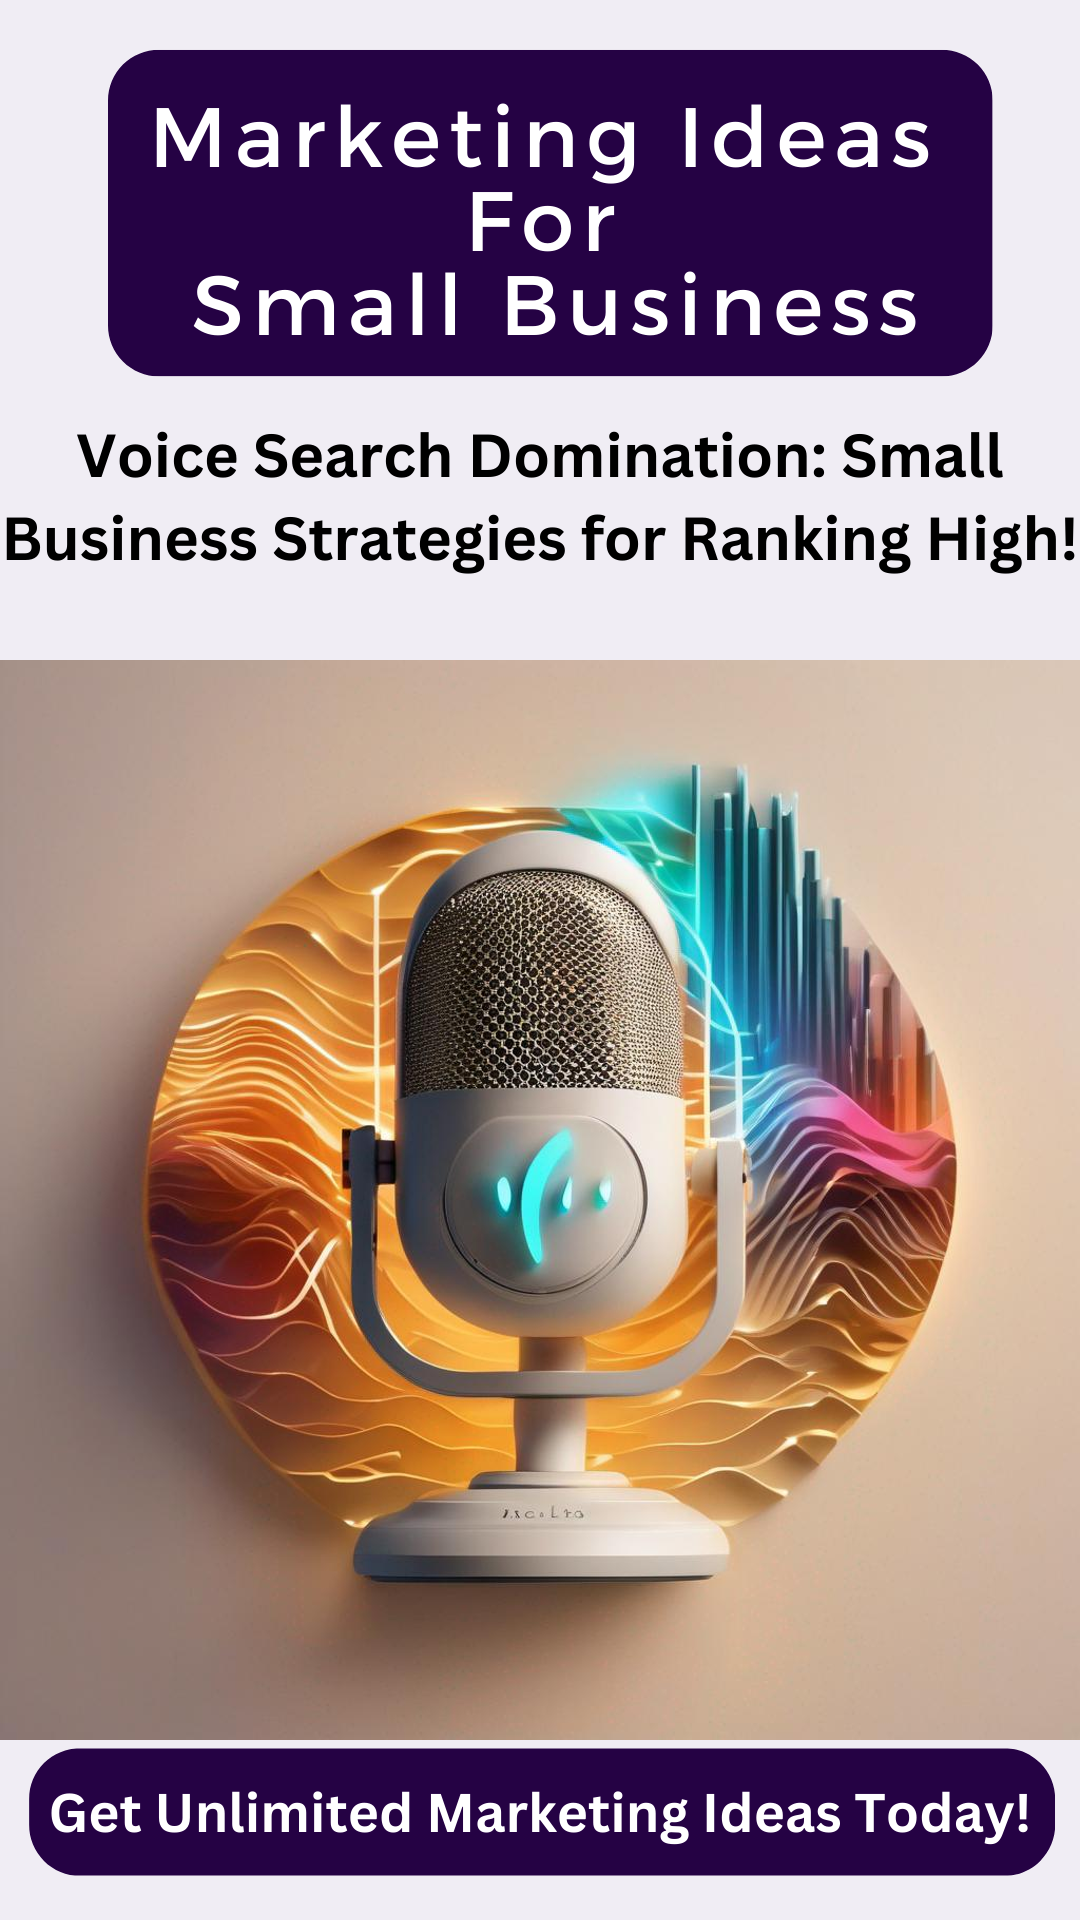 Marketing Ideas
For
Small Business
Voice Search Domination: Small
Business Strategies for Ranking High!
Get Unlimited Marketing Ideas Today!